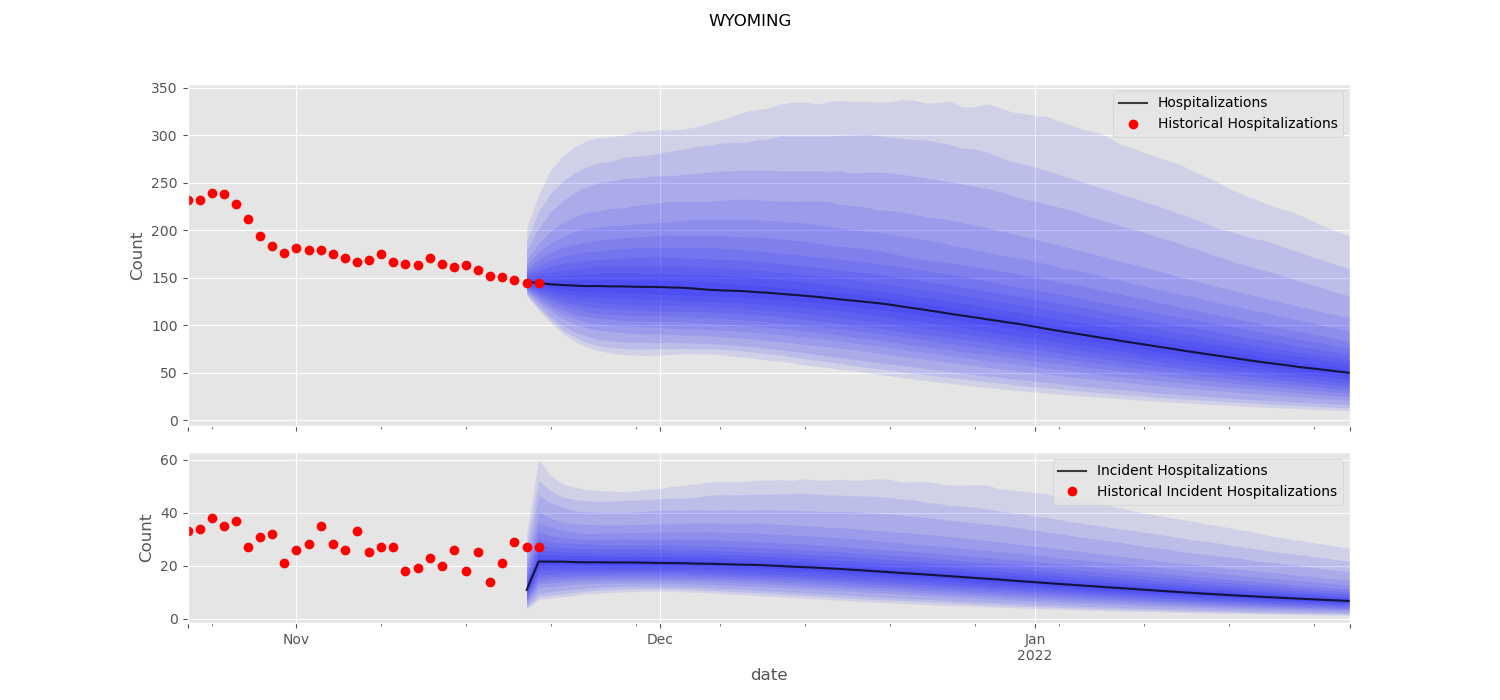 WYOMING
350
300
250
200
150
100
50
0
Count
Hospitalizations
Historical Hospitalizations
60
40
20
0
Count
Incident Hospitalizations
Historical Incident Hospitalizations
Nov
Dec
Jan
2022
date